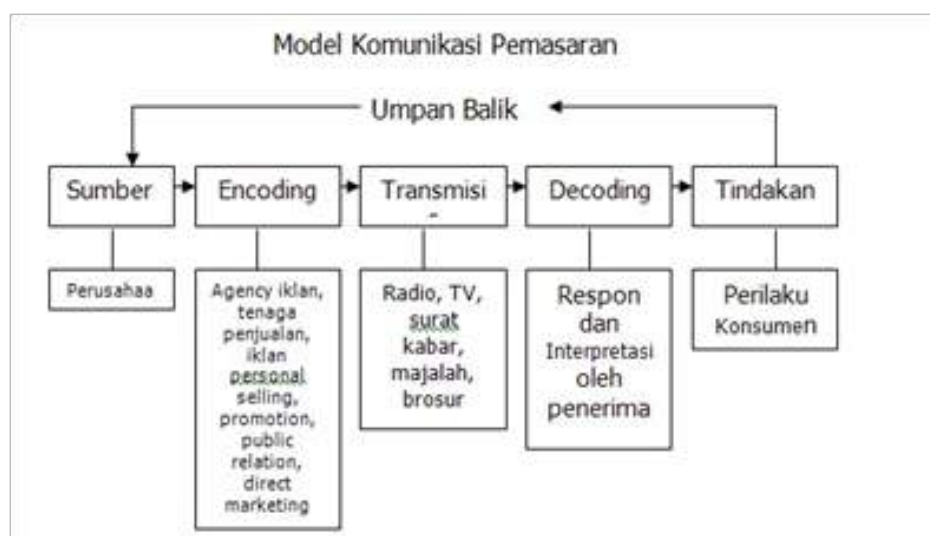 Model Komunikasi Pemasaran
Umpan Balik
Sumber
Encoding
Transmisi
-
Decoding
Tindakan
Perusahaa
Agency iklan,
tenaga
penjualan,
iklan
personal
selling,
promotion,
public
relation,
direct
marketing
Radio, TV,
surat
kabar,
majalah,
brosur
Respon
dan
Interpretasi
oleh
penerima
Perilaku
Konsumen